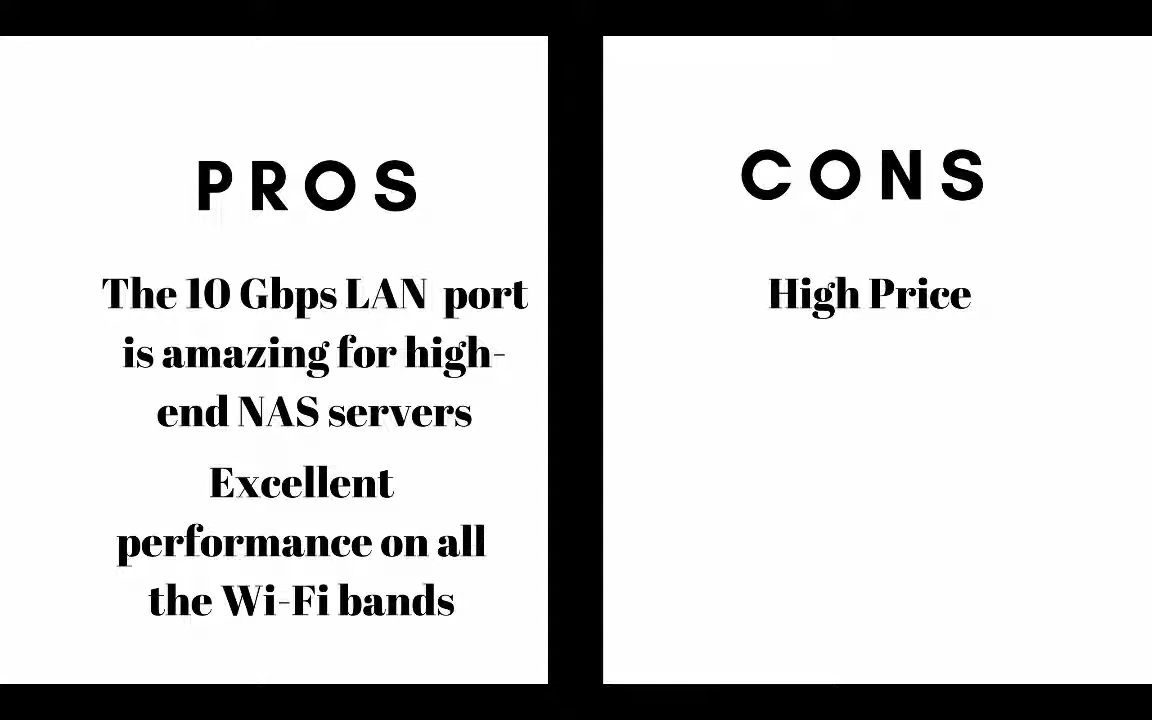 PROS
The 10 Gbps LAN port
is amazing for high-
end NAS servers
Excellent
performance on all
the Wi-Fi bands
CONS
High Price